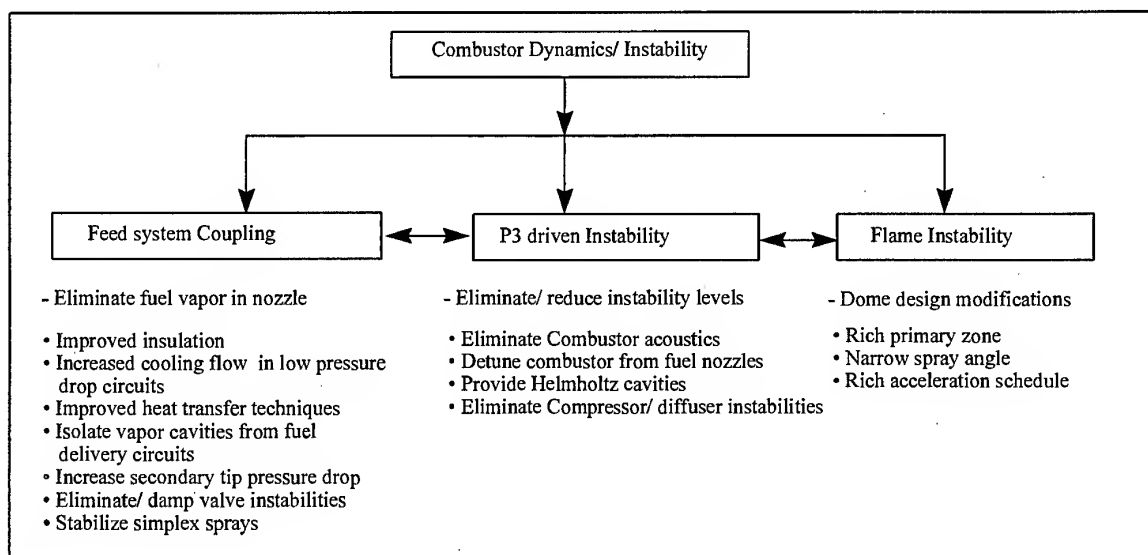 Combustor Dynamics/ Instability
Feed system Coupling
P3 driven Instability
Flame Instability
- Eliminate fuel vapor in nozzle
• Improved insulation
• Increased cooling flow in low pressure
drop circuits
• Improved heat transfer techniques
• Isolate vapor cavities from fuel
delivery circuits
• Increase secondary tip pressure drop
• Eliminate/ damp valve instabilities
• Stabilize simplex sprays
- Eliminate/ reduce instability levels
• Eliminate Combustor acoustics
• Detune combustor from fuel nozzles
• Provide Helmholtz cavities
• Eliminate Compressor/ diffuser instabilities
- Dome design modifications
• Rich primary zone
• Narrow spray angle
• Rich acceleration schedule